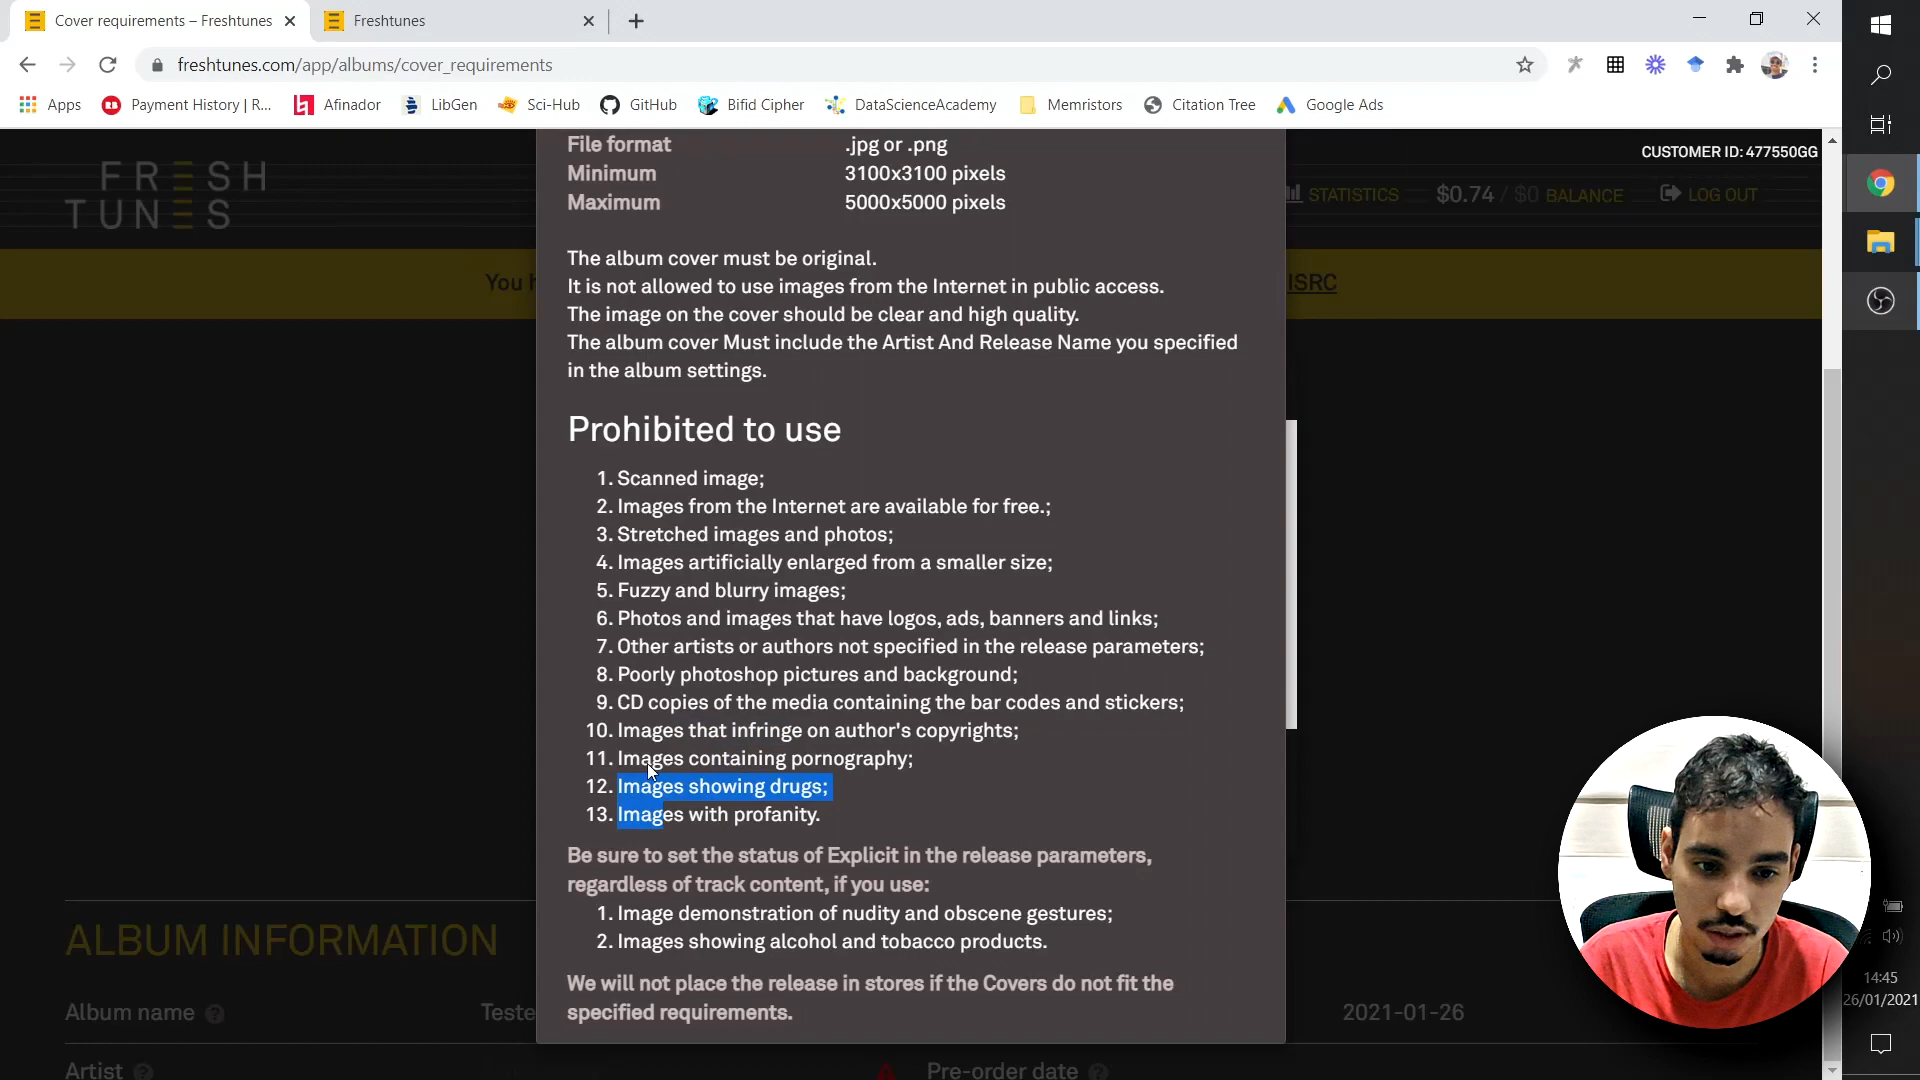 Cover requirements – Freshtunes
Freshtunes
freshtunes.com/app/albums/cover_requirements
Apps
Payment History | R...
Afinador
LibGen
Sci-Hub
GitHub
Bifid Cipher
DataScienceAcademy
Memristors
Citation Tree
Google Ads
CUSTOMER ID: 477550GG
FRESH
TUNES
STATISTICS
$0.74 / $0 BALANCE
LOG OUT
You h
ISRC
File format .jpg or .png
Minimum 3100x3100 pixels
Maximum 5000x5000 pixels
The album cover must be original.
It is not allowed to use images from the Internet in public access.
The image on the cover should be clear and high quality.
The album cover Must include the Artist And Release Name you specified
in the album settings.
Prohibited to use
1. Scanned image;
2. Images from the Internet are available for free.;
3. Stretched images and photos;
4. Images artificially enlarged from a smaller size;
5. Fuzzy and blurry images;
6. Photos and images that have logos, ads, banners and links;
7. Other artists or authors not specified in the release parameters;
8. Poorly photoshop pictures and background;
9. CD copies of the media containing the bar codes and stickers;
10. Images that infringe on author's copyrights;
11. Images containing pornography;
12. Images showing drugs;
13. Images with profanity.
Be sure to set the status of Explicit in the release parameters,
regardless of track content, if you use:
1. Image demonstration of nudity and obscene gestures;
2. Images showing alcohol and tobacco products.
We will not place the release in stores if the Covers do not fit the
specified requirements.
ALBUM INFORMATION
Album name
Teste
2021-01-26
Artist
Pre-order date
14:45
26/01/2021